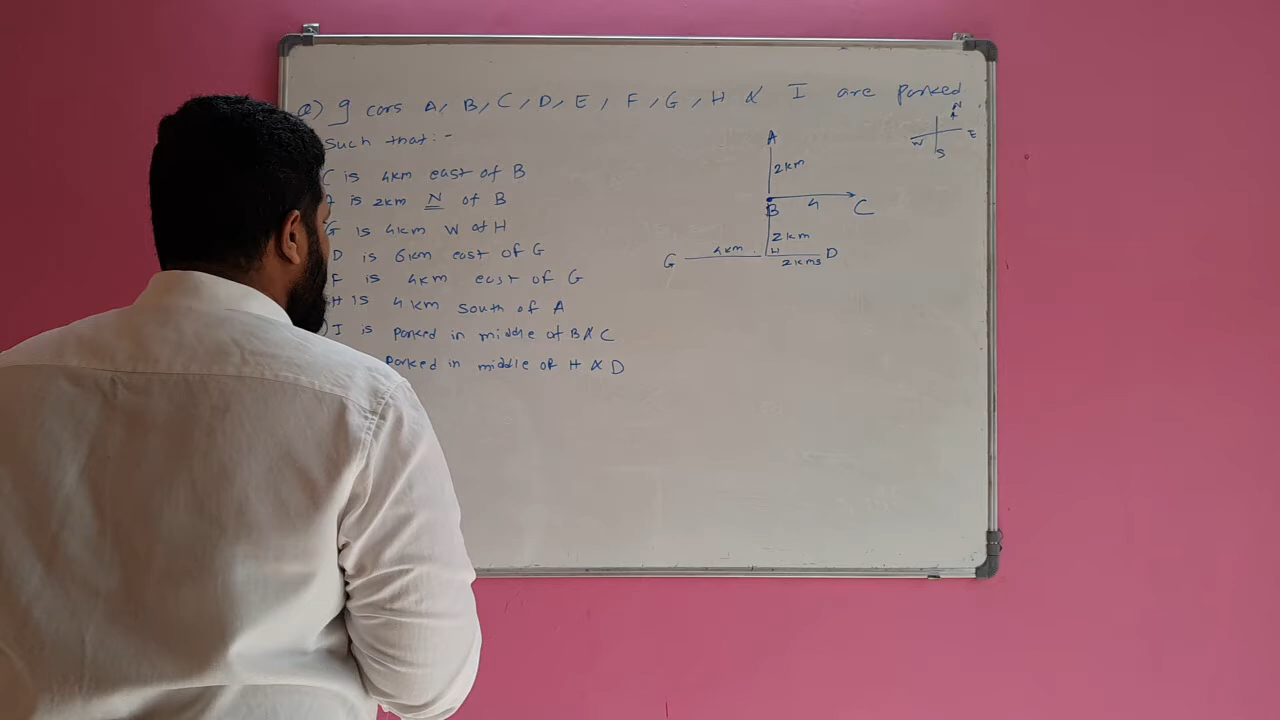 Q) 9 cars A, B, C, D, E, F, G, H & I are parked
such that:-
C is 4km east of B
is 2km N of B
G is 4km W of H
D is 6km east of G
F is 4km east of G
H is 4km south of A
) I is parked in middle of B & C
parked in middle of H & D
N
W E
S
A
2km
B 4 C
2km
G 4km H 2kms D